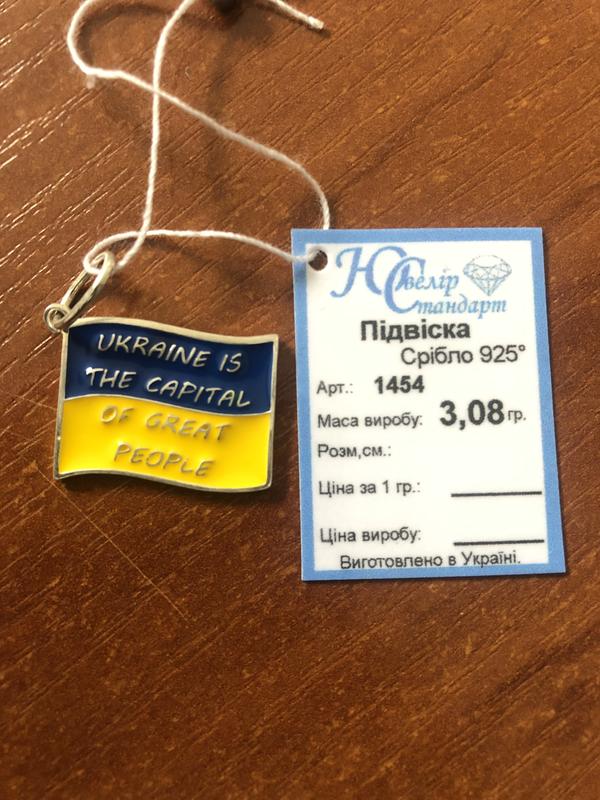 UKRAINE IS
THE CAPITAL
OF GREAT
PEOPLE
Ювелір
Стандарт
Підвіска
Срібло 925°
Арт.: 1454
Маса виробу: 3,08 гр.
Розм,см.:
Ціна за 1 гр.:
Ціна виробу:
Виготовлено в Україні.